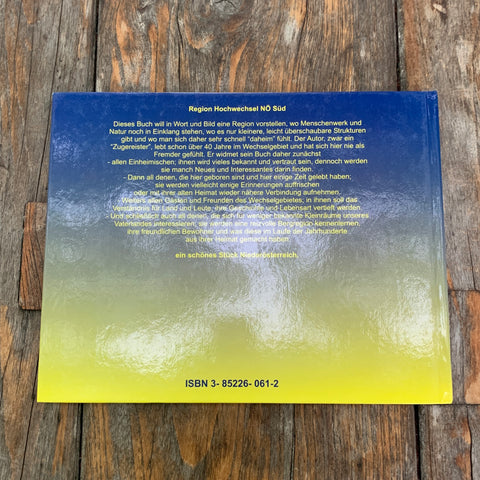 Region Hochwechsel NÖ Süd
Dieses Buch will in Wort und Bild eine Region vorstellen, wo Menschenwerk und
Natur noch in Einklang stehen, wo es nur kleinere, leicht überschaubare Strukturen
gibt und wo man sich daher sehr schnell "daheim" fühlt. Der Autor, zwar ein
"Zugereister", lebt schon über 40 Jahre im Wechselgebiet und hat sich hier nie als
Fremder gefühlt. Er widmet sein Buch daher zunächst
- allen Einheimischen; ihnen wird vieles bekannt und vertraut sein, dennoch werden
sie manch Neues und Interessantes darin finden.
- Dann all denen, die hier geboren sind und hier einige Zeit gelebt haben;
sie werden vielleicht einige Erinnerungen auffrischen
oder mit ihrer alten Heimat wieder nähere Verbindung aufnehmen.
- Weiters allen Gästen und Freunden des Wechselgebietes; in ihnen soll das
Verständnis für Land und Leute, ihre Geschichte und Lebensart vertieft werden.
- Und schließlich auch all denen, die sich für weniger bekannte Kleinräume unseres
Vaterlandes interessieren; sie werden eine reizvolle Bergregion kennenlernen,
ihre freundlichen Bewohner und was diese im Laufe der Jahrhunderte
aus ihrer Heimat gemacht haben:
ein schönes Stück Niederösterreich.
ISBN 3- 85226- 061-2